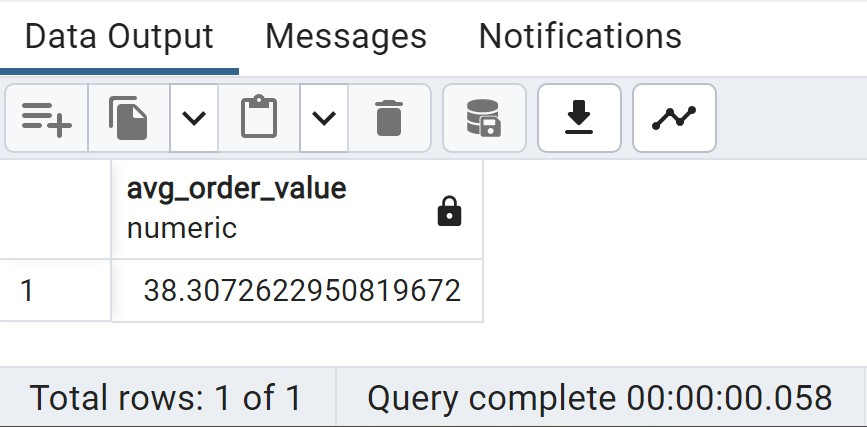 Data Output Messages Notifications
avg_order_value
numeric
1 38.3072622950819672
Total rows: 1 of 1 Query complete 00:00:00.058